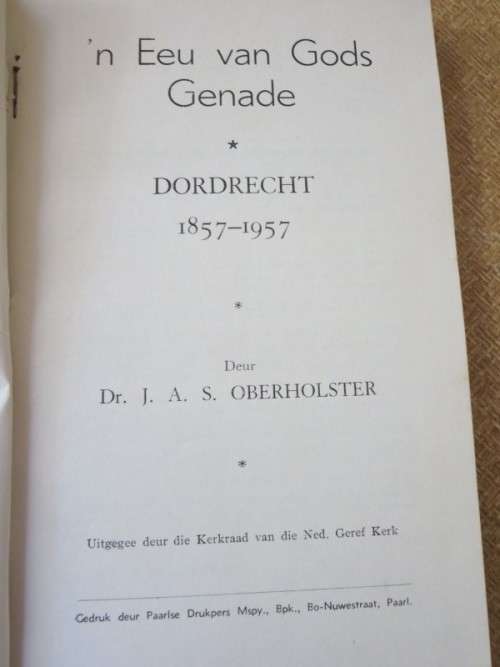 'n Eeu van Gods
Genade
*
DORDRECHT
1857–1957
*
Deur
Dr. J. A. S. OBERHOLSTER
*
Uitgegee deur die Kerkraad van die Ned. Geref Kerk
Gedruk deur Paarlse Drukpers Mspy., Bpk., Bo-Nuwestraat, Paarl.